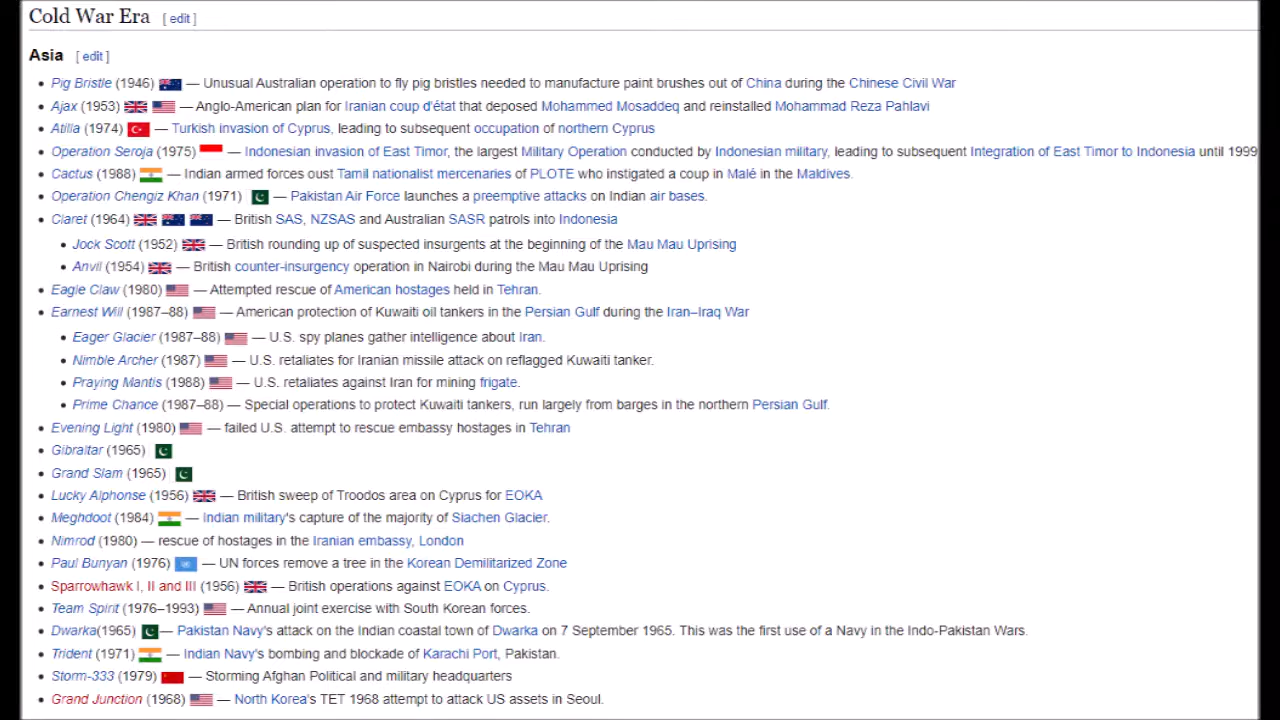 Cold War Era [ edit ]
Asia [ edit ]
Pig Bristle (1946) — Unusual Australian operation to fly pig bristles needed to manufacture paint brushes out of China during the Chinese Civil War
Ajax (1953) — Anglo-American plan for Iranian coup d'état that deposed Mohammed Mosaddeq and reinstalled Mohammad Reza Pahlavi
Atilla (1974) — Turkish invasion of Cyprus, leading to subsequent occupation of northern Cyprus
Operation Seroja (1975) — Indonesian invasion of East Timor, the largest Military Operation conducted by Indonesian military, leading to subsequent Integration of East Timor to Indonesia until 1999
Cactus (1988) — Indian armed forces oust Tamil nationalist mercenaries of PLOTE who instigated a coup in Malé in the Maldives.
Operation Chengiz Khan (1971) — Pakistan Air Force launches a preemptive attacks on Indian air bases.
Claret (1964) — British SAS, NZSAS and Australian SASR patrols into Indonesia
Jock Scott (1952) — British rounding up of suspected insurgents at the beginning of the Mau Mau Uprising
Anvil (1954) — British counter-insurgency operation in Nairobi during the Mau Mau Uprising
Eagle Claw (1980) — Attempted rescue of American hostages held in Tehran.
Earnest Will (1987–88) — American protection of Kuwaiti oil tankers in the Persian Gulf during the Iran–Iraq War
Eager Glacier (1987–88) — U.S. spy planes gather intelligence about Iran.
Nimble Archer (1987) — U.S. retaliates for Iranian missile attack on reflagged Kuwaiti tanker.
Praying Mantis (1988) — U.S. retaliates against Iran for mining frigate.
Prime Chance (1987–88) — Special operations to protect Kuwaiti tankers, run largely from barges in the northern Persian Gulf.
Evening Light (1980) — failed U.S. attempt to rescue embassy hostages in Tehran
Gibraltar (1965)
Grand Slam (1965)
Lucky Alphonse (1956) — British sweep of Troodos area on Cyprus for EOKA
Meghdoot (1984) — Indian military's capture of the majority of Siachen Glacier.
Nimrod (1980) — rescue of hostages in the Iranian embassy, London
Paul Bunyan (1976) — UN forces remove a tree in the Korean Demilitarized Zone
Sparrowhawk I, II and III (1956) — British operations against EOKA on Cyprus.
Team Spirit (1976–1993) — Annual joint exercise with South Korean forces.
Dwarka(1965) — Pakistan Navy's attack on the Indian coastal town of Dwarka on 7 September 1965. This was the first use of a Navy in the Indo-Pakistan Wars.
Trident (1971) — Indian Navy's bombing and blockade of Karachi Port, Pakistan.
Storm-333 (1979) — Storming Afghan Political and military headquarters
Grand Junction (1968) — North Korea's TET 1968 attempt to attack US assets in Seoul.